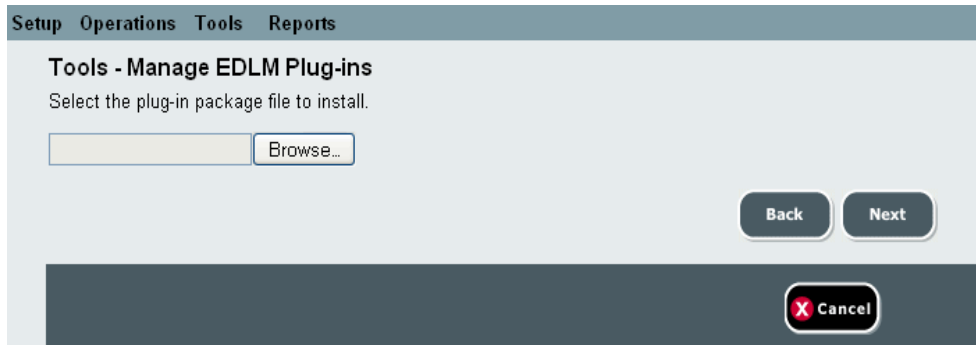 Setup Operations Tools Reports
Tools - Manage EDLM Plug-ins
Select the plug-in package file to install.
Browse...
Back Next
X Cancel